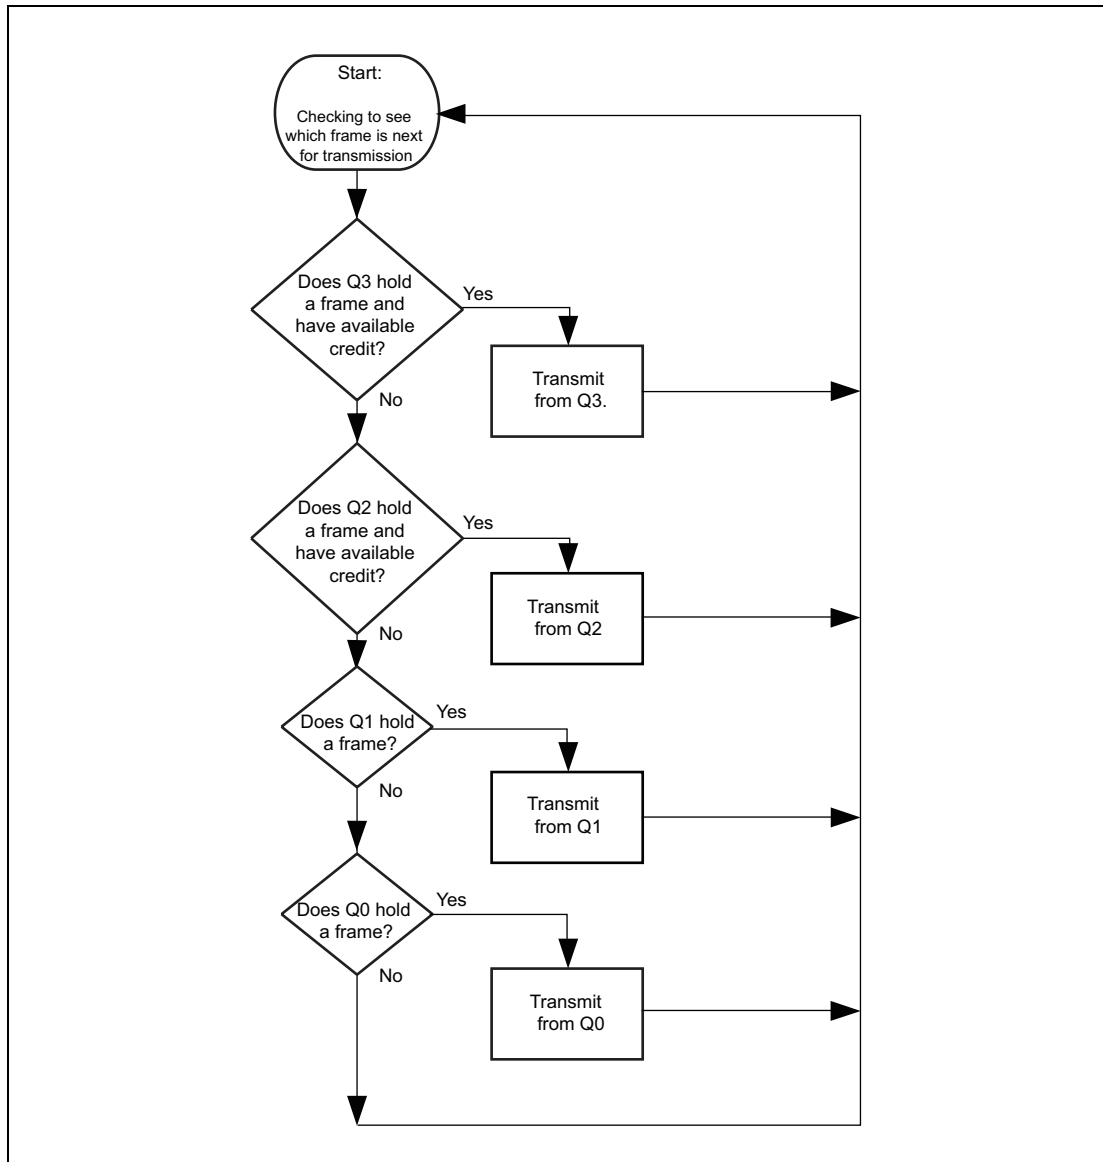 Start:
Checking to see
which frame is next
for transmission
Does Q3 hold
a frame and
have available
credit?
Yes
Transmit
from Q3.
No
Does Q2 hold
a frame and
have available
credit?
Yes
Transmit
from Q2
No
Does Q1 hold
a frame?
Yes
Transmit
from Q1
No
Does Q0 hold
a frame?
Yes
Transmit
from Q0
No